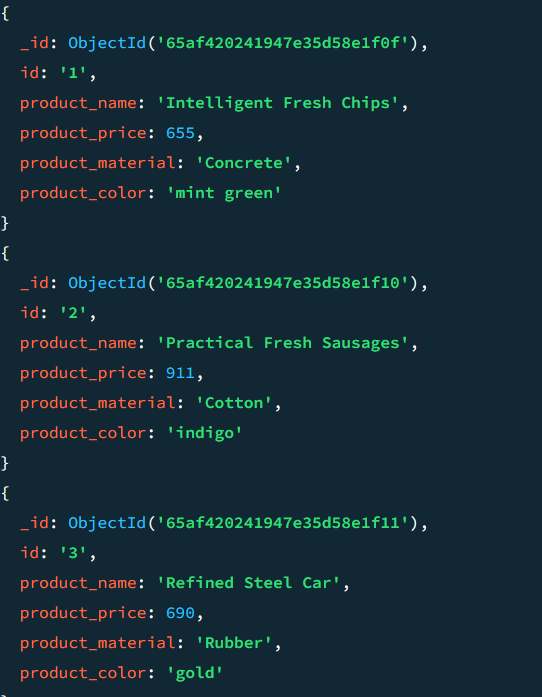 {
_id: ObjectId('65af420241947e35d58e1f0f'),
id: '1',
product_name: 'Intelligent Fresh Chips',
product_price: 655,
product_material: 'Concrete',
product_color: 'mint green'
}
{
_id: ObjectId('65af420241947e35d58e1f10'),
id: '2',
product_name: 'Practical Fresh Sausages',
product_price: 911,
product_material: 'Cotton',
product_color: 'indigo'
}
{
_id: ObjectId('65af420241947e35d58e1f11'),
id: '3',
product_name: 'Refined Steel Car',
product_price: 690,
product_material: 'Rubber',
product_color: 'gold'
}